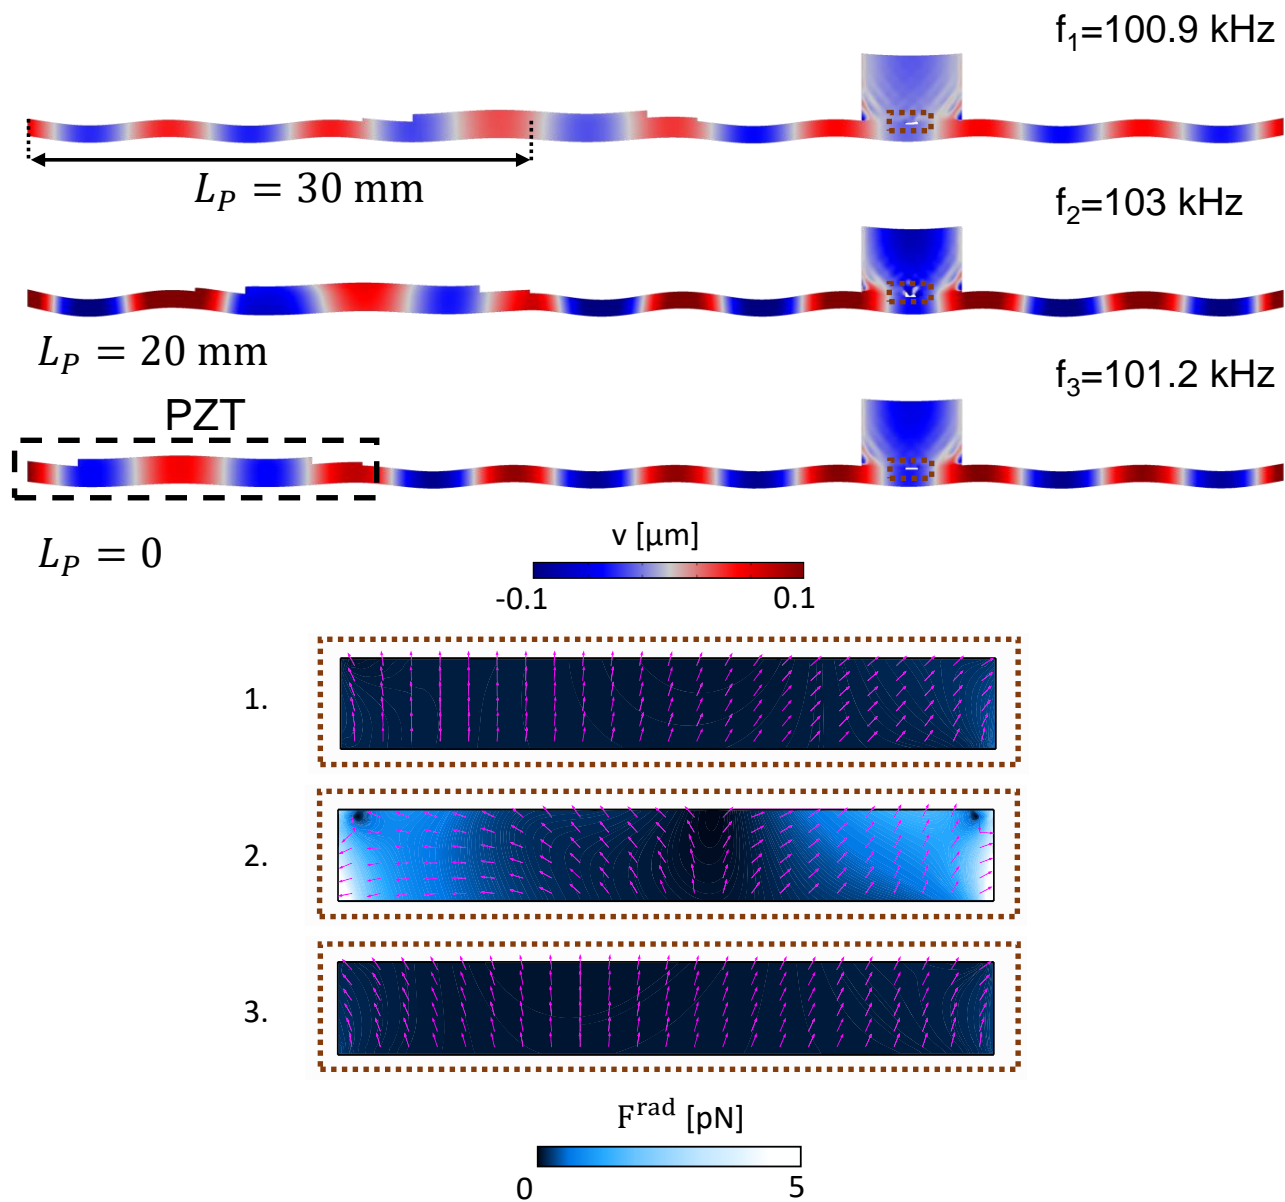 f₁=100.9 kHz
L_P = 30 mm
f₂=103 kHz
L_P = 20 mm
f₃=101.2 kHz
PZT
L_P = 0
v [µm]
-0.1 0.1
1.
2.
3.
F^rad [pN]
0 5